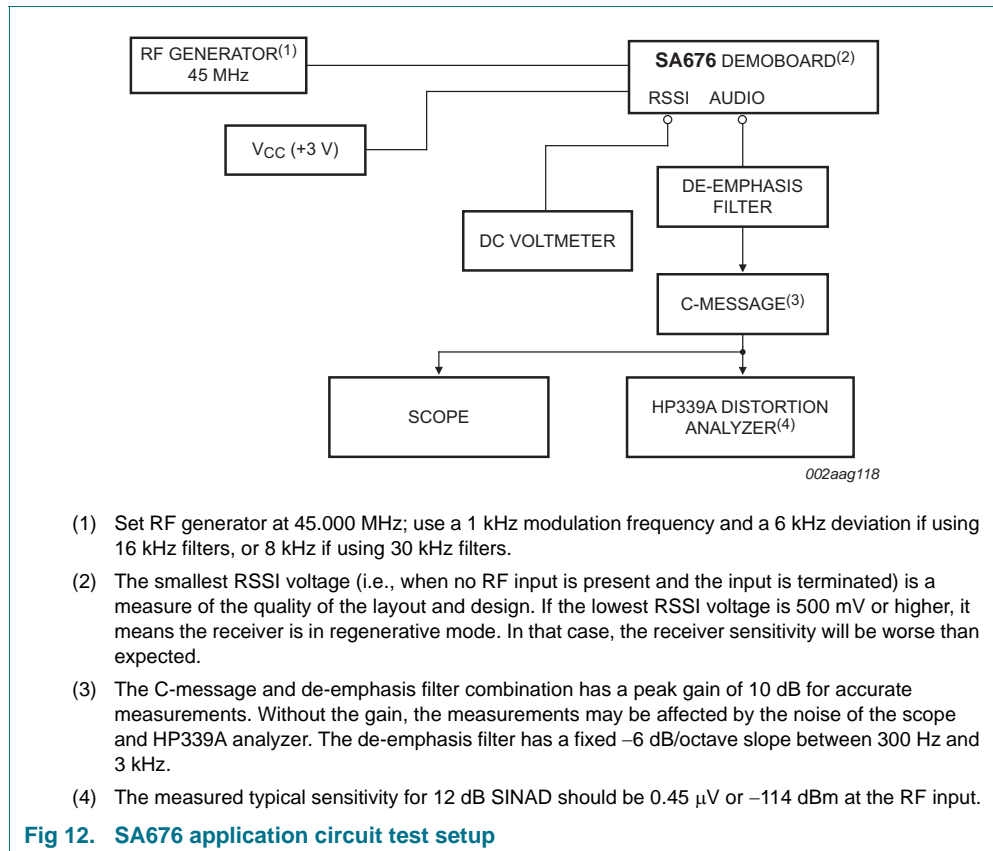 RF GENERATOR(1)
45 MHz
SA676 DEMOBOARD(2)
RSSI AUDIO
VCC (+3 V)
DE-EMPHASIS
FILTER
DC VOLTMETER
C-MESSAGE(3)
SCOPE
HP339A DISTORTION
ANALYZER(4)
002aag118
(1) Set RF generator at 45.000 MHz; use a 1 kHz modulation frequency and a 6 kHz deviation if using
16 kHz filters, or 8 kHz if using 30 kHz filters.
(2) The smallest RSSI voltage (i.e., when no RF input is present and the input is terminated) is a
measure of the quality of the layout and design. If the lowest RSSI voltage is 500 mV or higher, it
means the receiver is in regenerative mode. In that case, the receiver sensitivity will be worse than
expected.
(3) The C-message and de-emphasis filter combination has a peak gain of 10 dB for accurate
measurements. Without the gain, the measurements may be affected by the noise of the scope
and HP339A analyzer. The de-emphasis filter has a fixed −6 dB/octave slope between 300 Hz and
3 kHz.
(4) The measured typical sensitivity for 12 dB SINAD should be 0.45 μV or −114 dBm at the RF input.
Fig 12. SA676 application circuit test setup